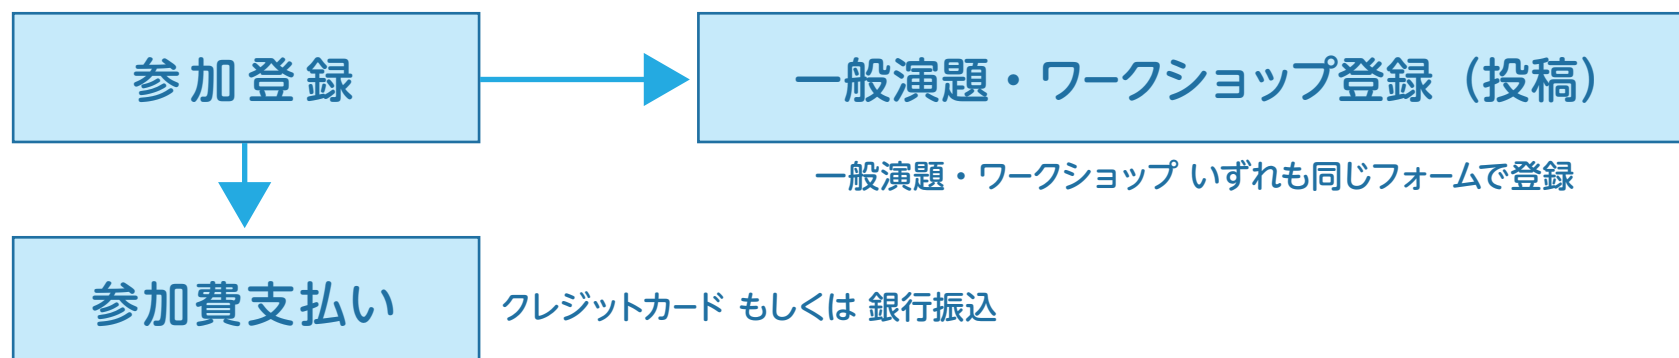 参加登録
一般演題・ワークショップ登録（投稿）
一般演題・ワークショップ いずれも同じフォームで登録
参加費支払い
クレジットカード もしくは 銀行振込